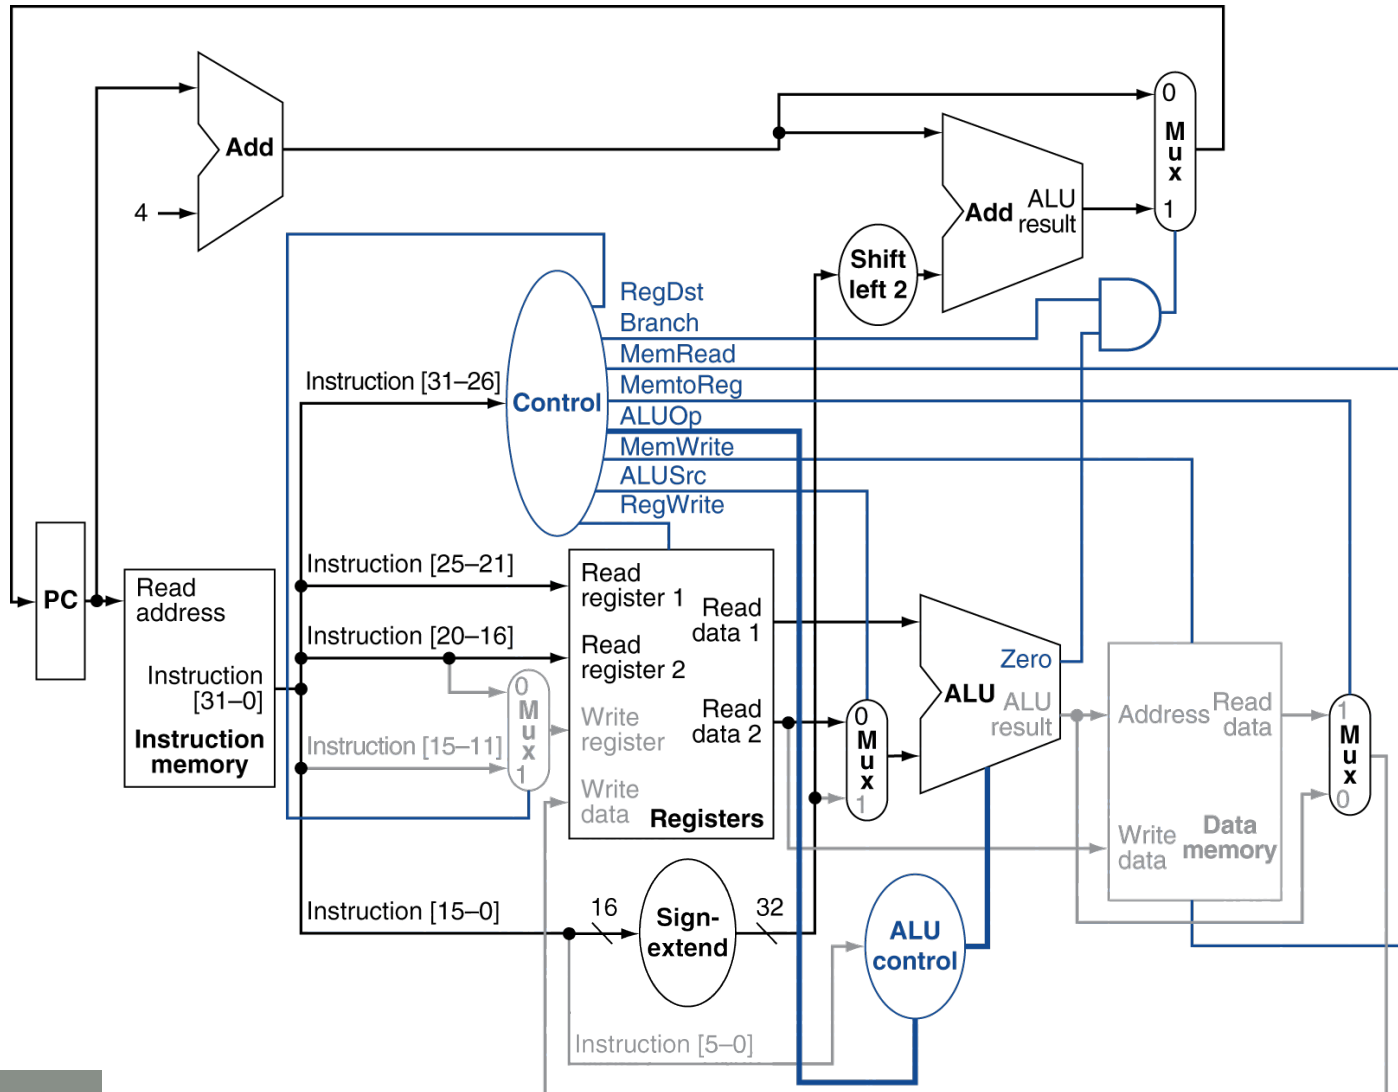 0
M
u
x
1
Add
4
Add
ALU
result
Shift
left 2
RegDst
Branch
MemRead
MemtoReg
ALUOp
MemWrite
ALUSrc
RegWrite
Control
Instruction [31–26]
Instruction [25–21]
Instruction [20–16]
Instruction [15–11]
Instruction [15–0]
Instruction [5–0]
PC
Read
address
Instruction
[31–0]
Instruction
memory
0
M
u
x
1
Read
register 1
Read
register 2
Write
register
Write
data
Read
data 1
Read
data 2
Registers
0
M
u
x
1
Zero
ALU
ALU
result
Address
Read
data
Write
data
Data
memory
1
M
u
x
0
16
Sign-
extend
32
ALU
control